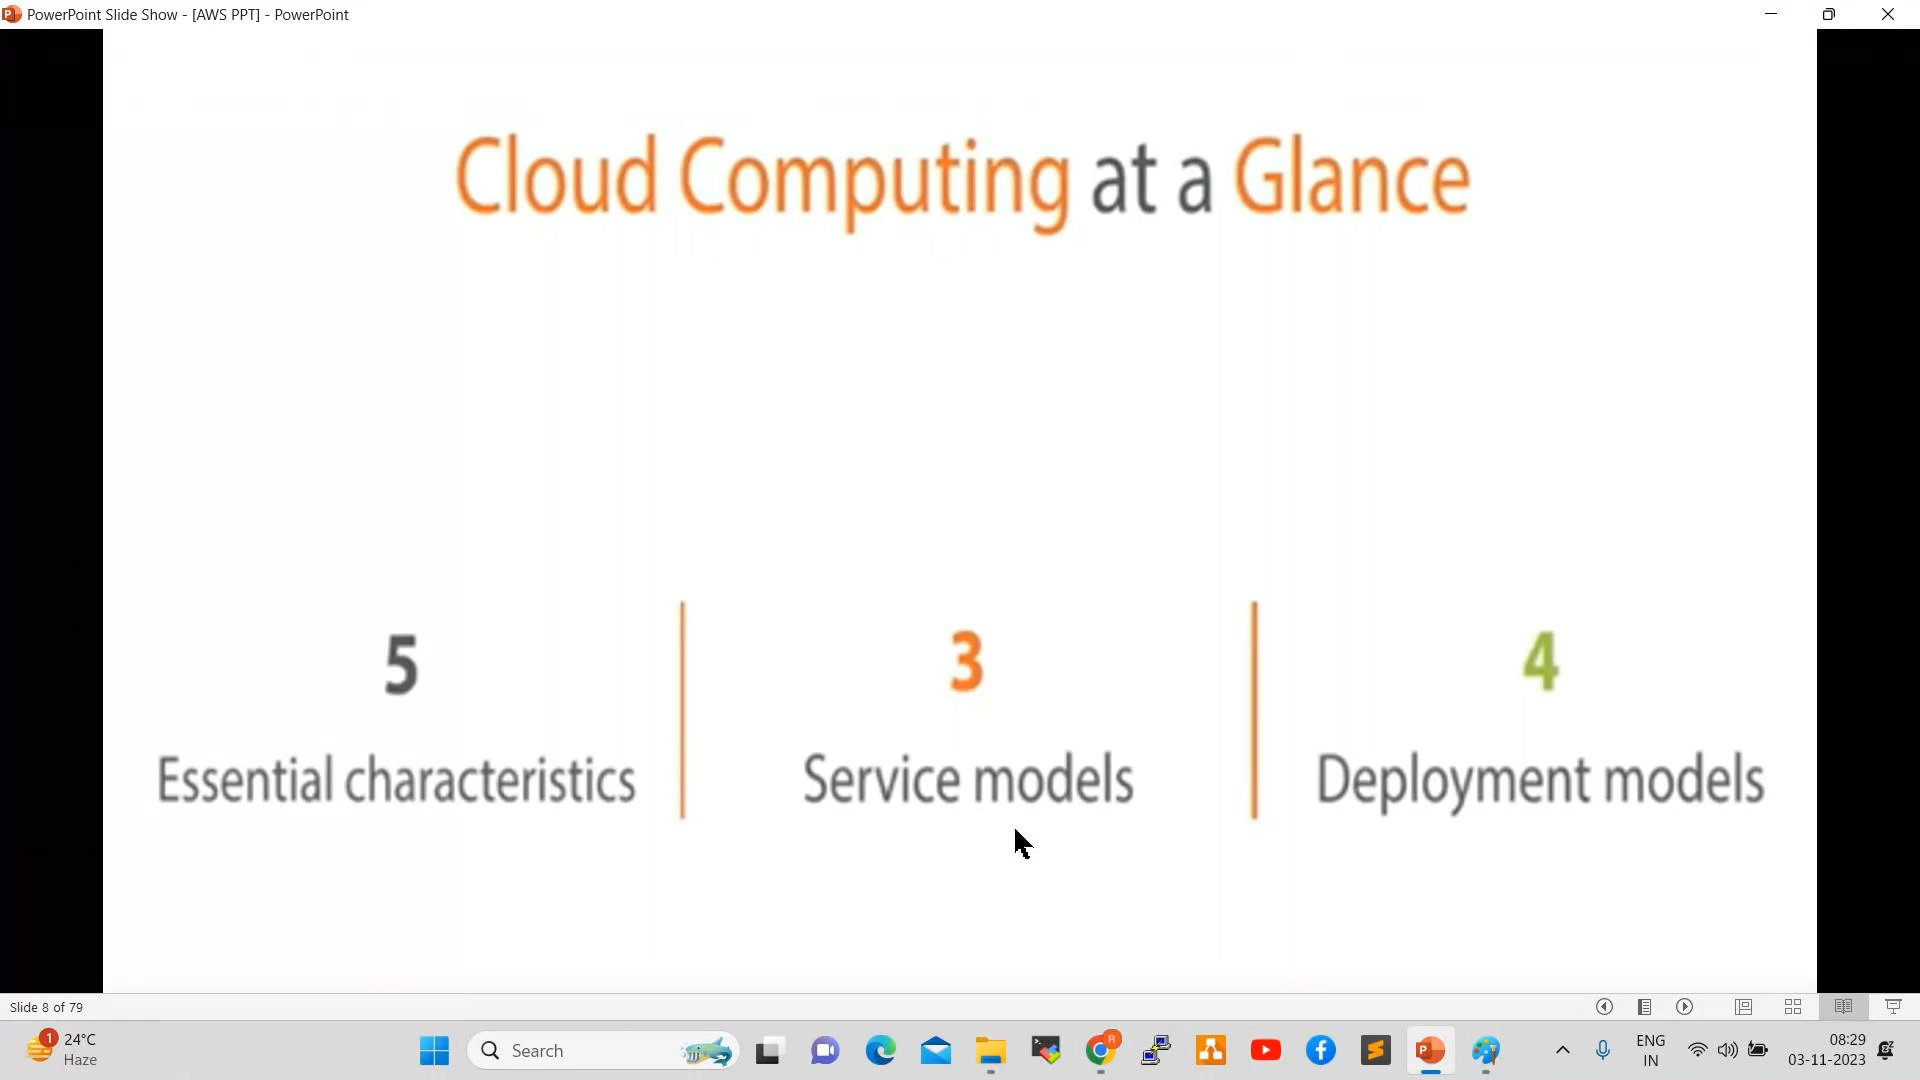 PowerPoint Slide Show - [AWS PPT] - PowerPoint
Cloud Computing at a Glance
5
Essential characteristics
3
Service models
4
Deployment models
Slide 8 of 79
1
24°C
Haze
Search
R
ENG
IN
08:29
03-11-2023